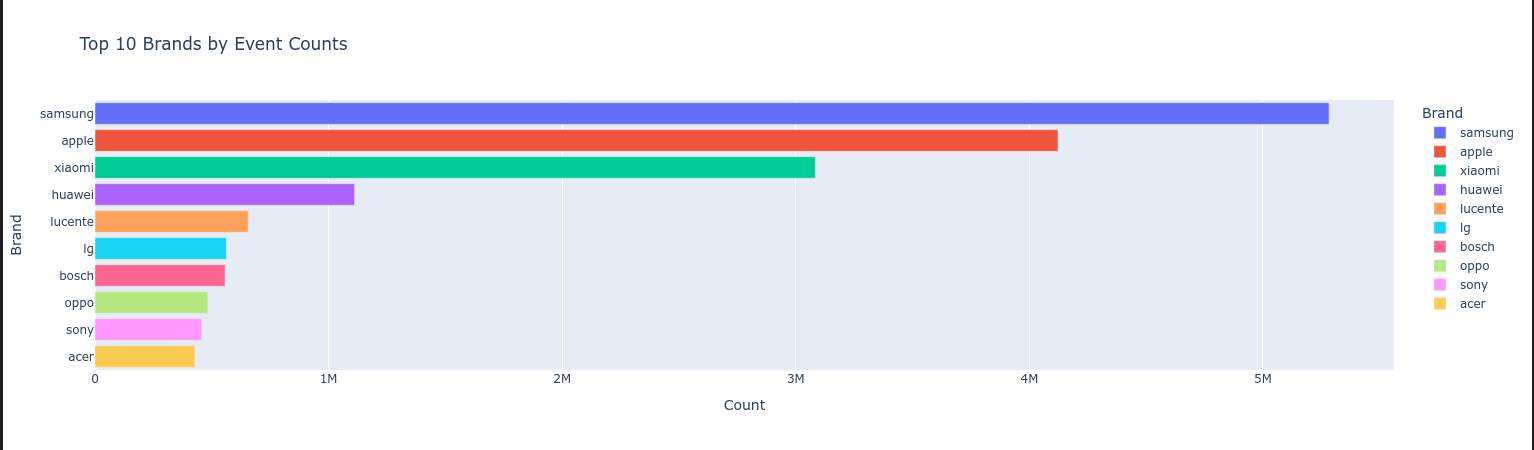 Top 10 Brands by Event Counts
Brand
samsung
apple
xiaomi
huawei
lucente
lg
bosch
oppo
sony
acer
0 1M 2M 3M 4M 5M
Count
Brand
samsung
apple
xiaomi
huawei
lucente
lg
bosch
oppo
sony
acer